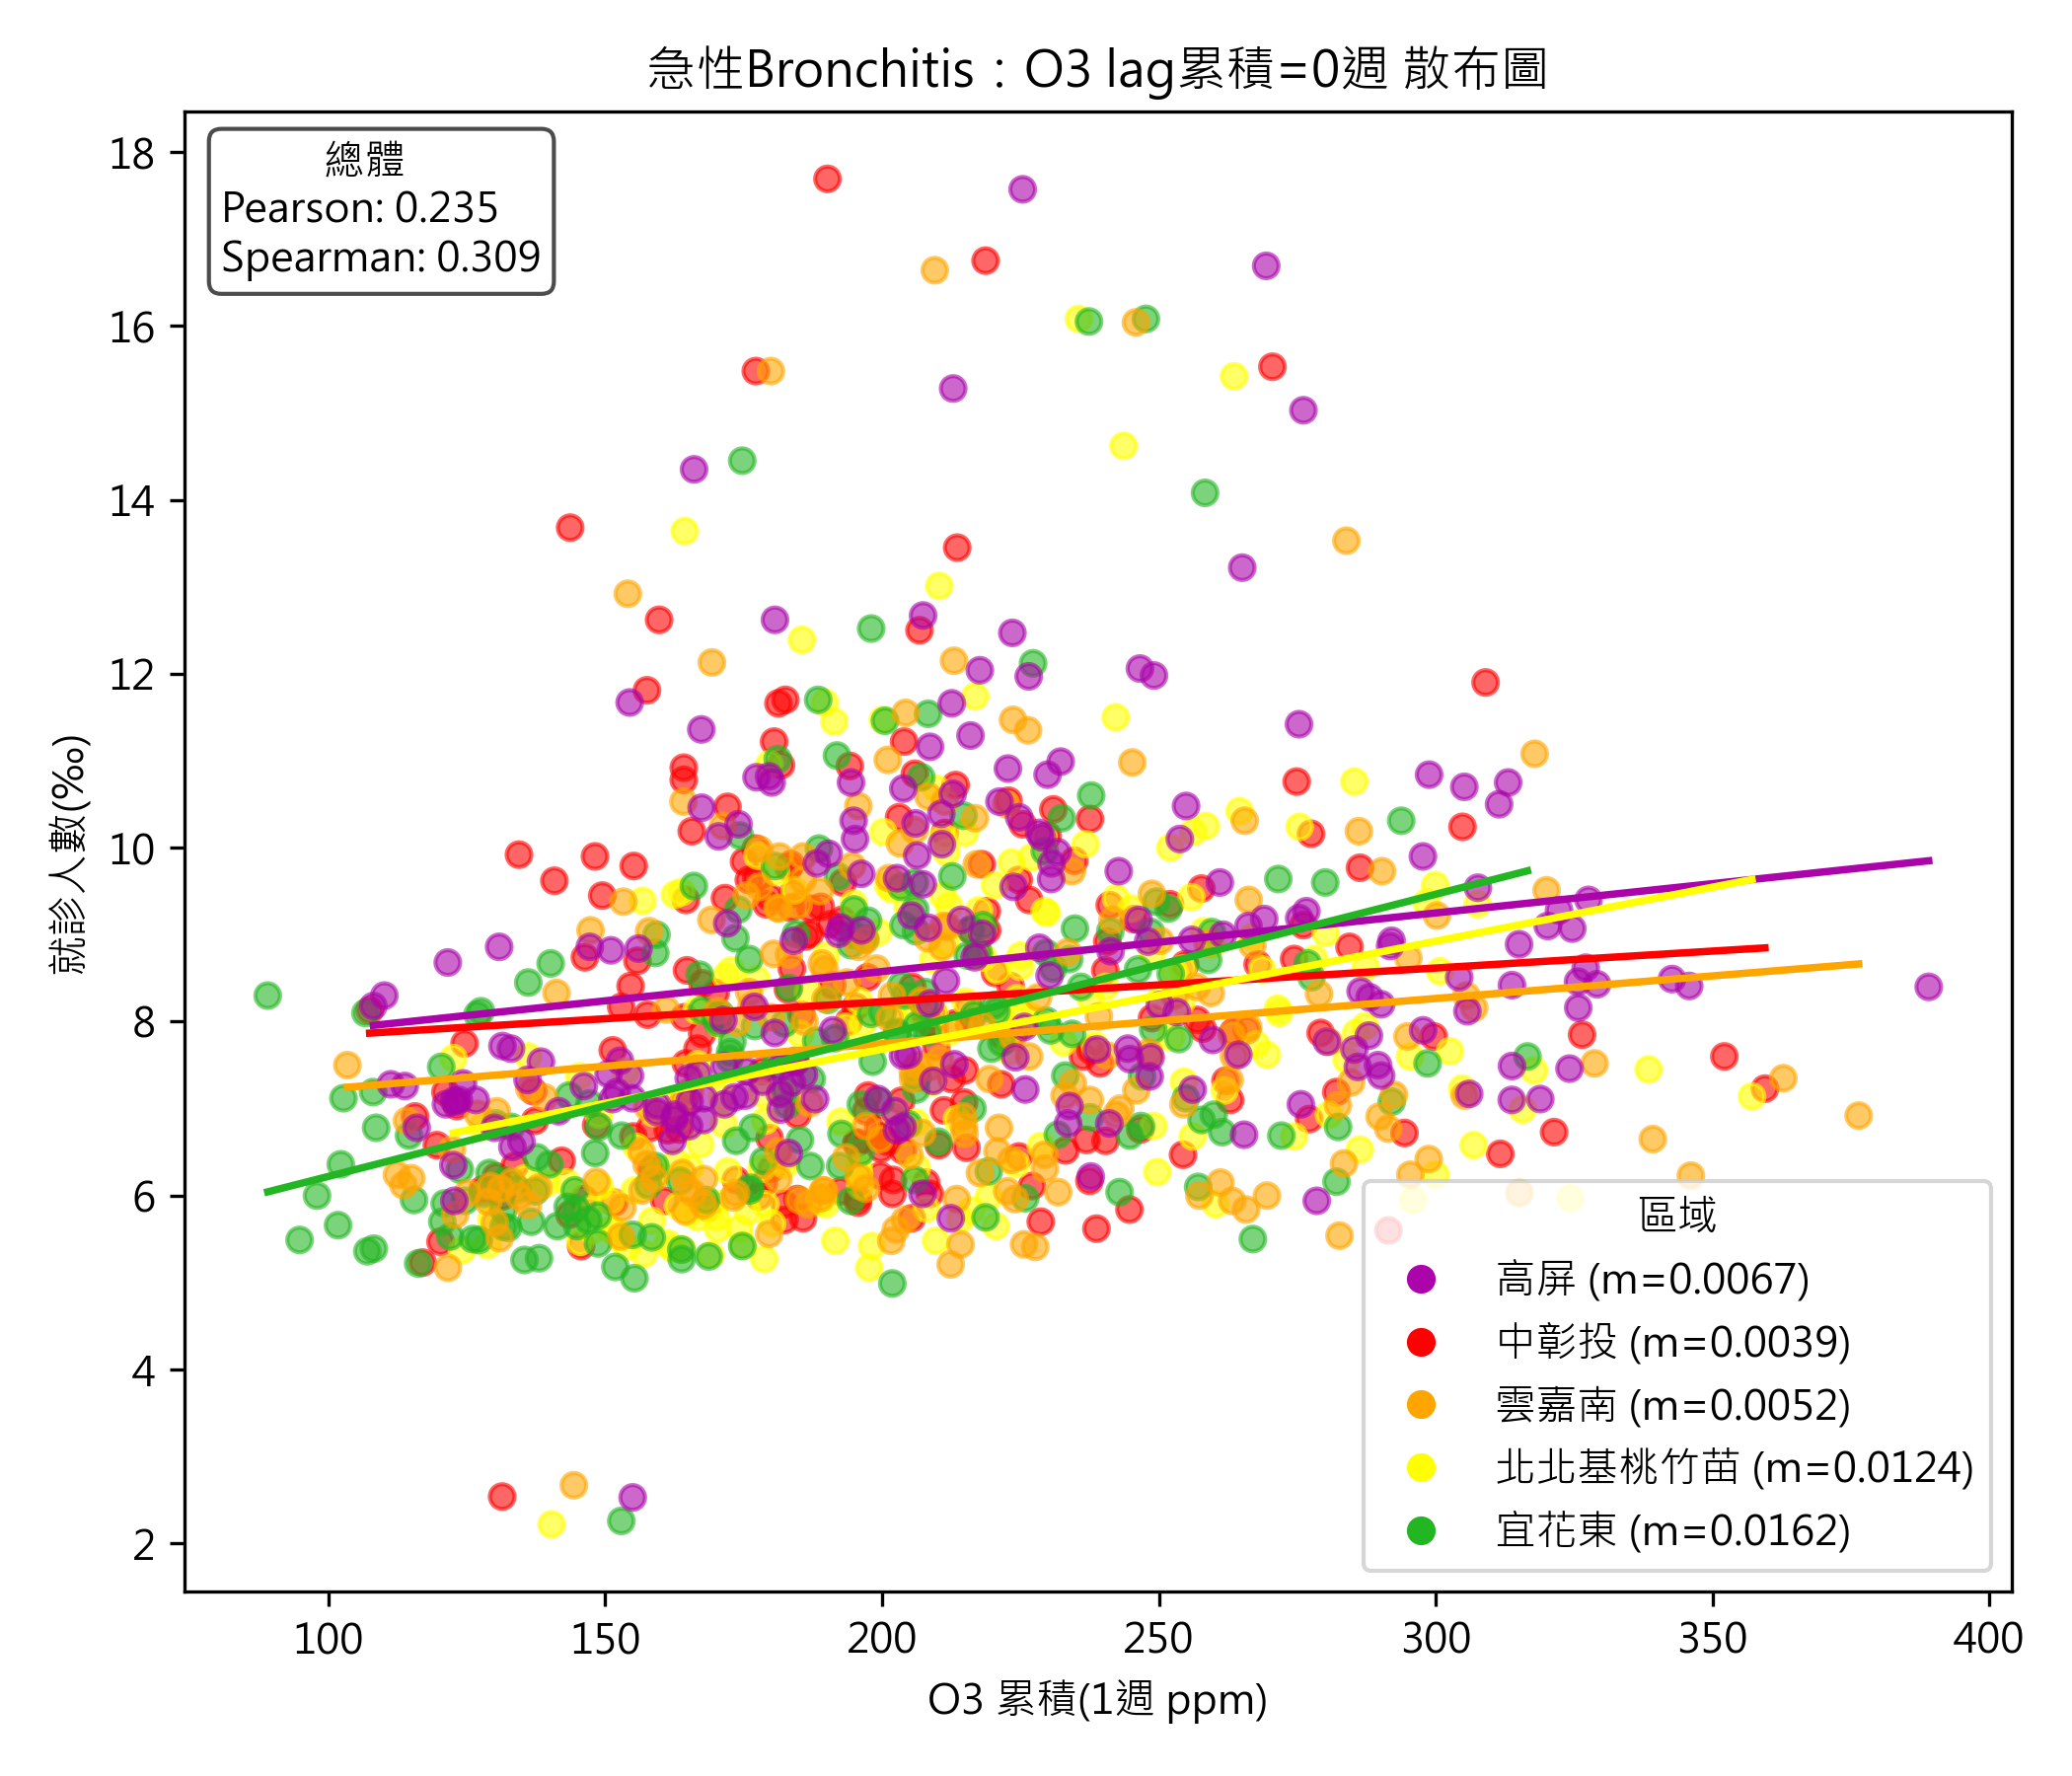 急性Bronchitis：O3 lag累積=0週 散布圖
總體
Pearson: 0.235
Spearman: 0.309
就診人數(‰)
18
16
14
12
10
8
6
4
2
區域
高屏 (m=0.0067)
中彰投 (m=0.0039)
雲嘉南 (m=0.0052)
北北基桃竹苗 (m=0.0124)
宜花東 (m=0.0162)
100 150 200 250 300 350 400
O3 累積(1週 ppm)